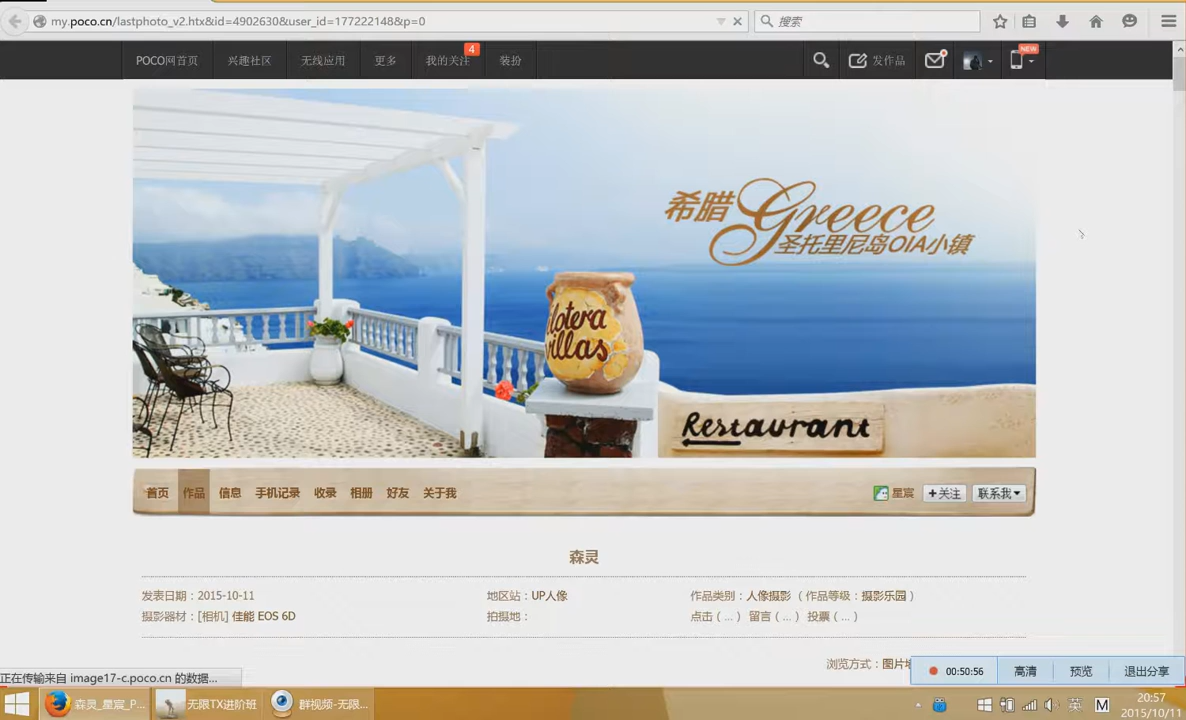 my.poco.cn/lastphoto_v2.htx&id=4902630&user_id=177222148&p=0
搜索
POCO网首页 兴趣社区 无线应用 更多 我的关注 4 装扮 发作品 NEW
希腊 Greece
圣托里尼岛OIA小镇
lotera
villas
Restaurant
首页 作品 信息 手机记录 收录 相册 好友 关于我 星宸 +关注 联系我
森灵
发表日期：2015-10-11 地区站：UP人像 作品类别：人像摄影 （ 作品等级：摄影乐园 ）
摄影器材：[相机] 佳能 EOS 6D 拍摄地： 点击（ ... ） 留言（ ... ） 投票（ ... ）
浏览方式：图片
00:50:56 高清 预览 退出分享
正在传输来自 image17-c.poco.cn 的数据...
森灵_星宸_P... 无限TX进阶班 群视频-无限... 英 M 20:57
2015/10/11